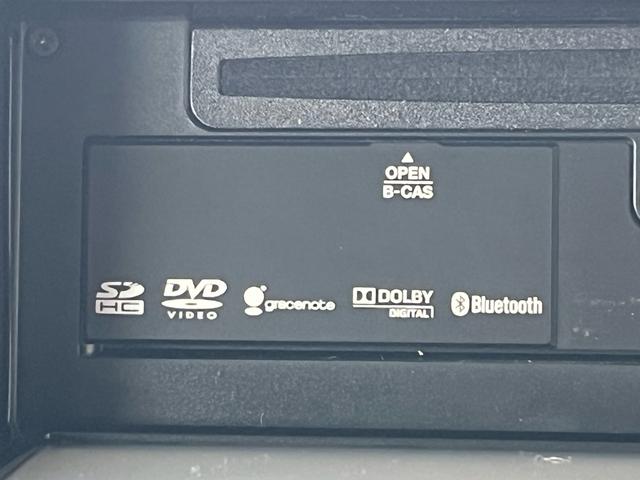 ▲
OPEN
B-CAS
SD HC
DVD VIDEO
gracenote
DOLBY DIGITAL
Bluetooth